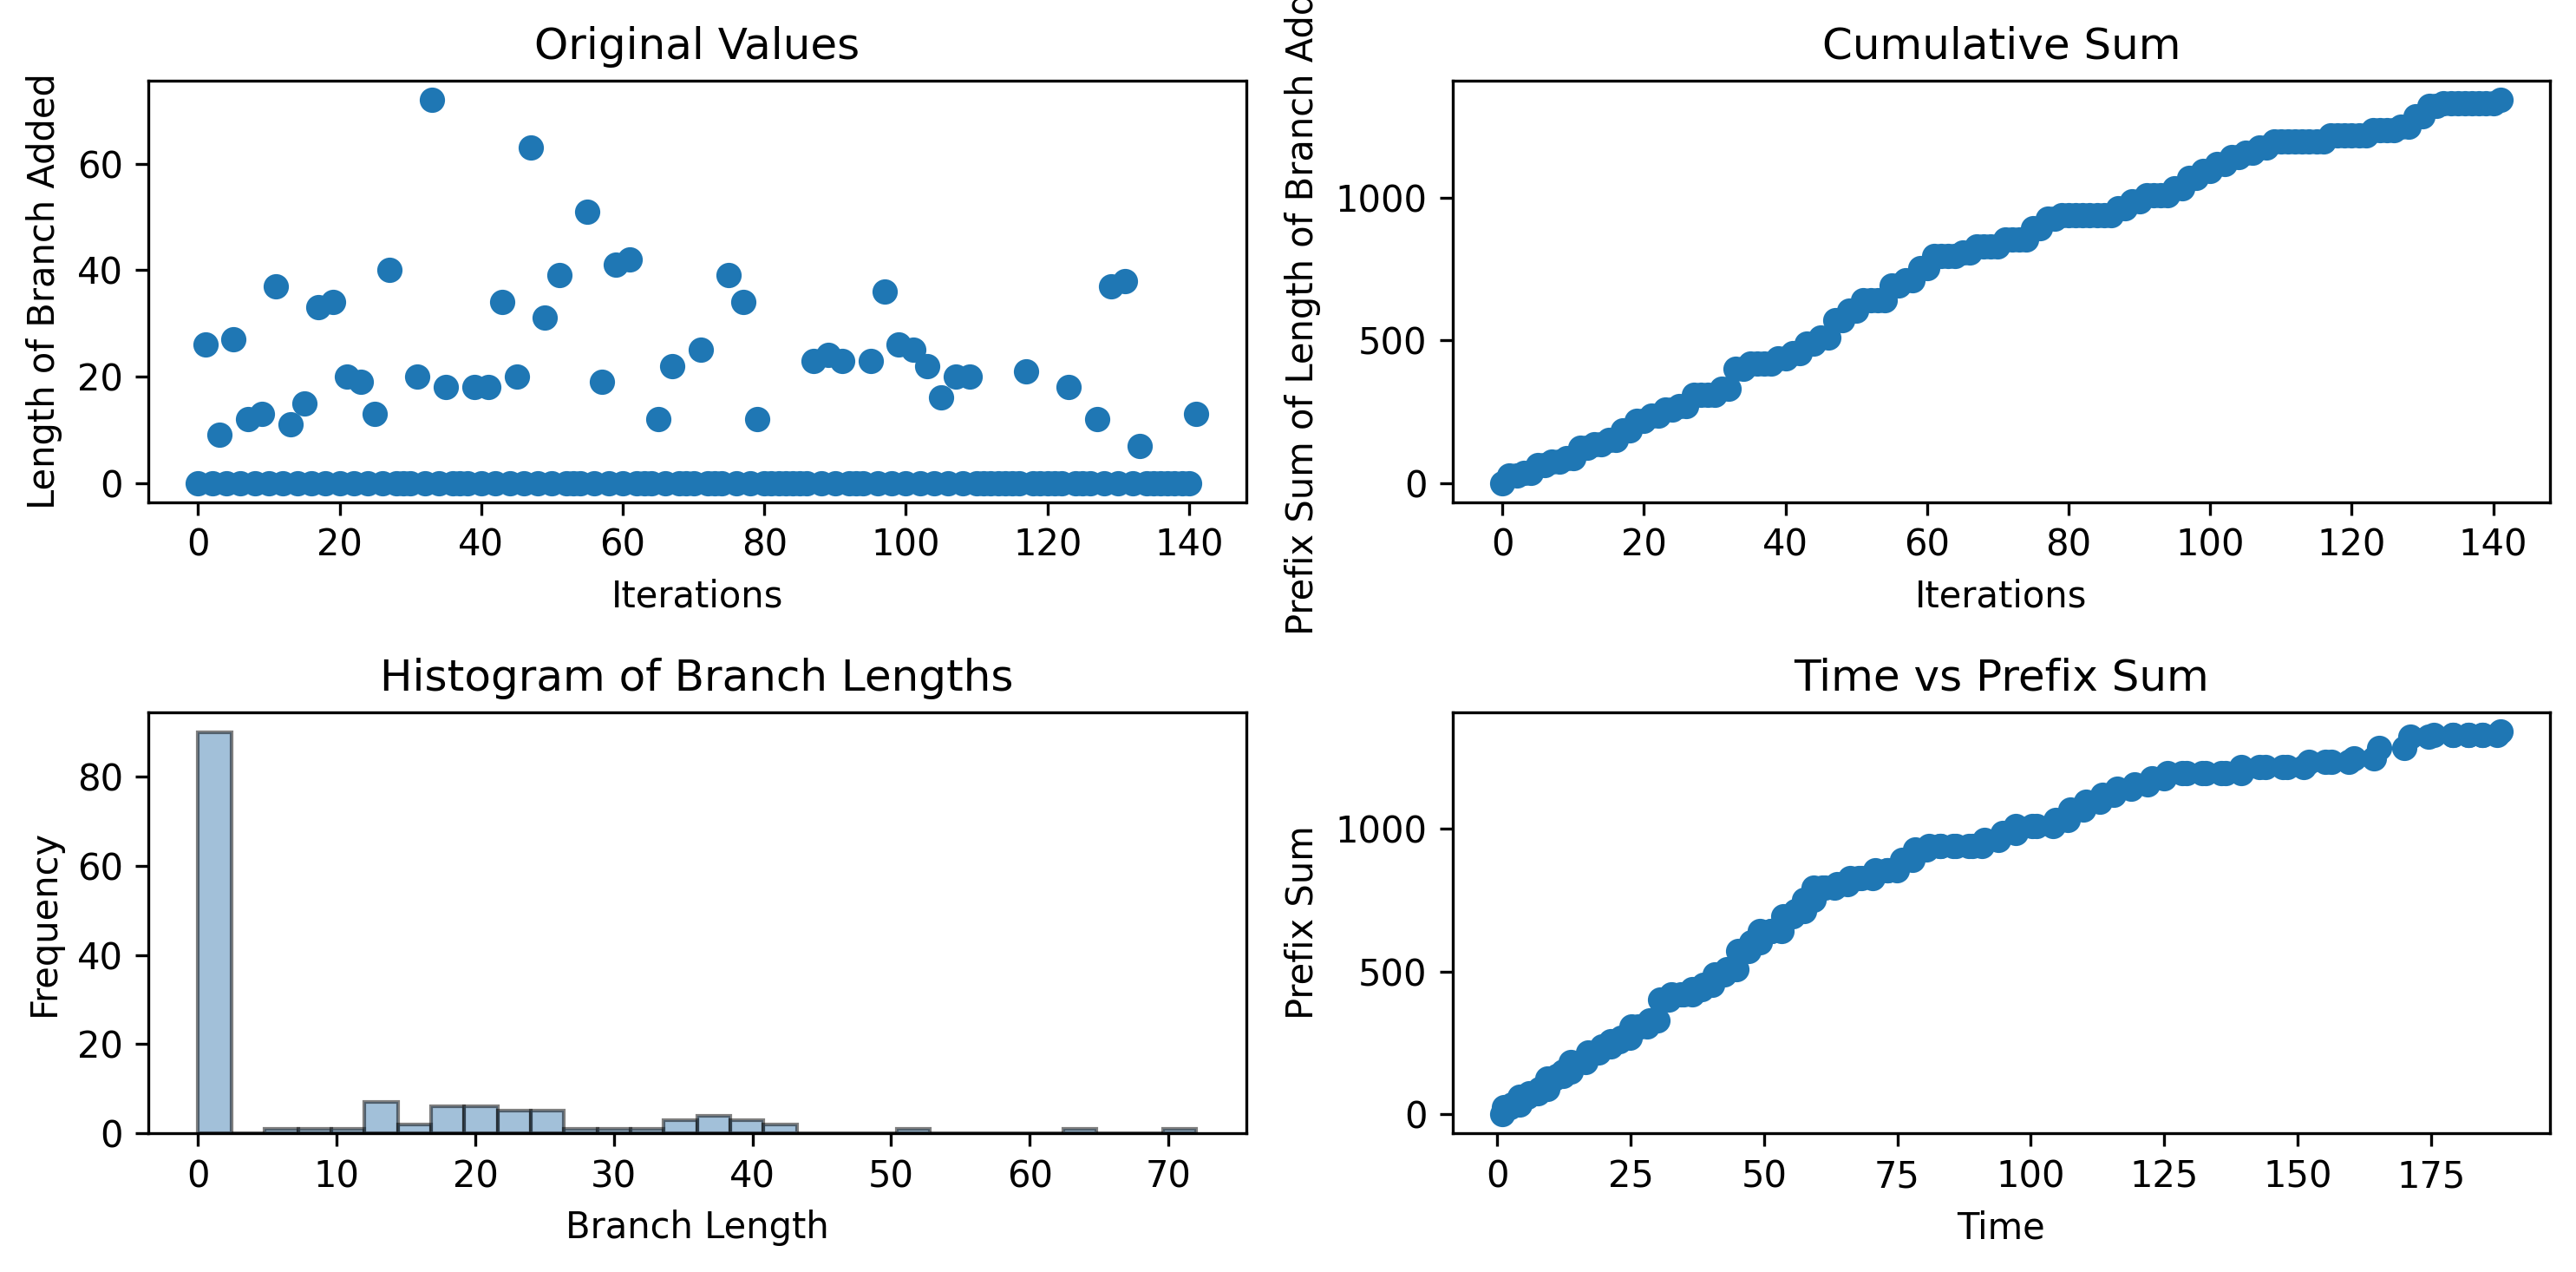 Original Values
Length of Branch Added
60
40
20
0
0 20 40 60 80 100 120 140
Iterations
Cumulative Sum
Prefix Sum of Length of Branch
1000
500
0
0 20 40 60 80 100 120 140
Iterations
Histogram of Branch Lengths
Frequency
80
60
40
20
0
0 10 20 30 40 50 60 70
Branch Length
Time vs Prefix Sum
Prefix Sum
1000
500
0
0 25 50 75 100 125 150 175
Time